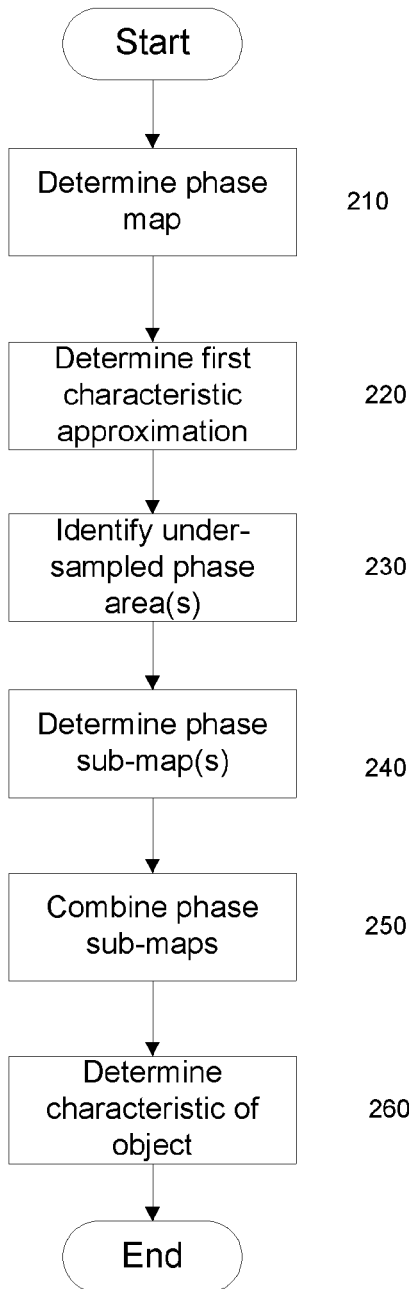 Start
Determine phase
map
210
Determine first
characteristic
approximation
220
Identify under-
sampled phase
area(s)
230
Determine phase
sub-map(s)
240
Combine phase
sub-maps
250
Determine
characteristic of
object
260
End